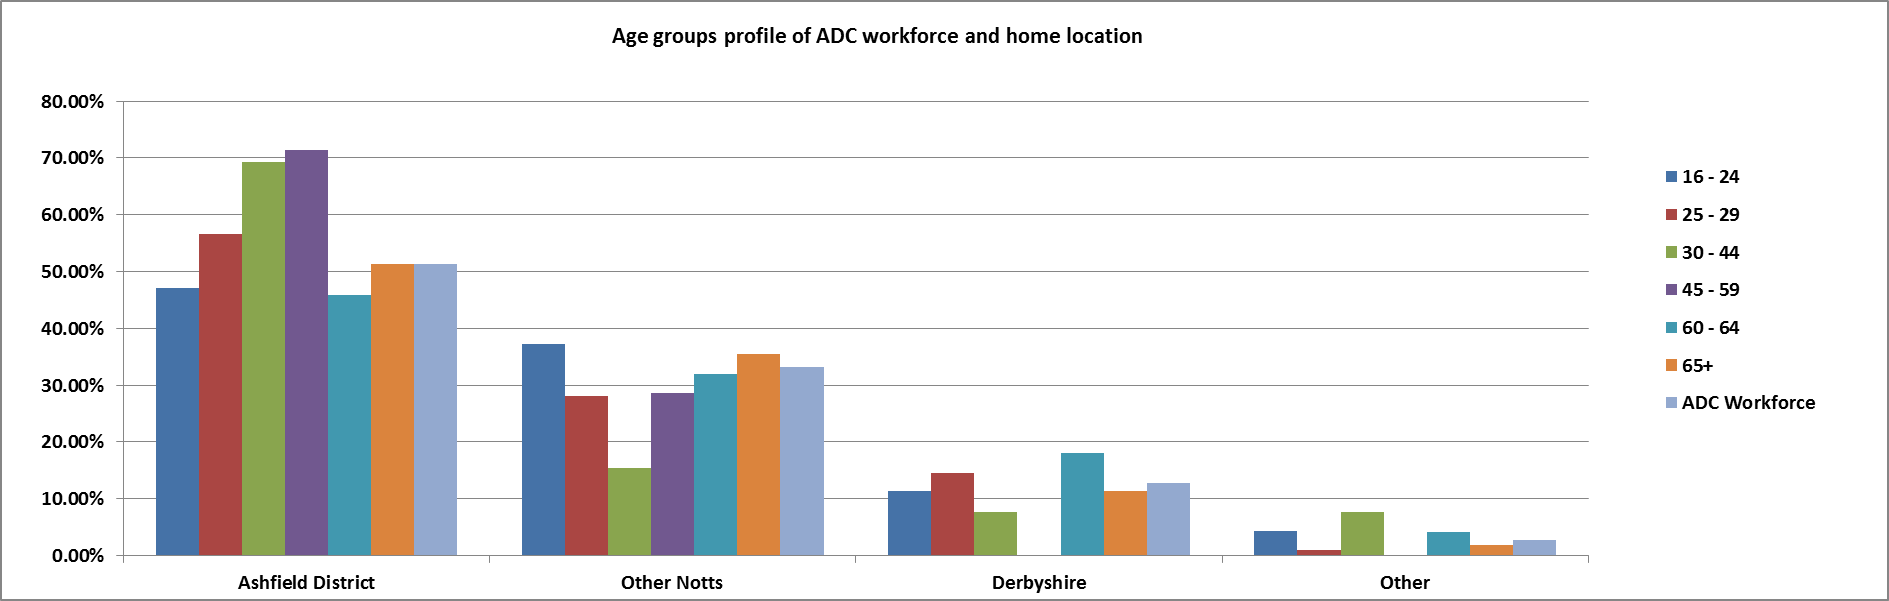 Age groups profile of ADC workforce and home location
80.00%
70.00%
60.00%
50.00%
40.00%
30.00%
20.00%
10.00%
0.00%
Ashfield District
Other Notts
Derbyshire
Other
16 - 24
25 - 29
30 - 44
45 - 59
60 - 64
65+
ADC Workforce